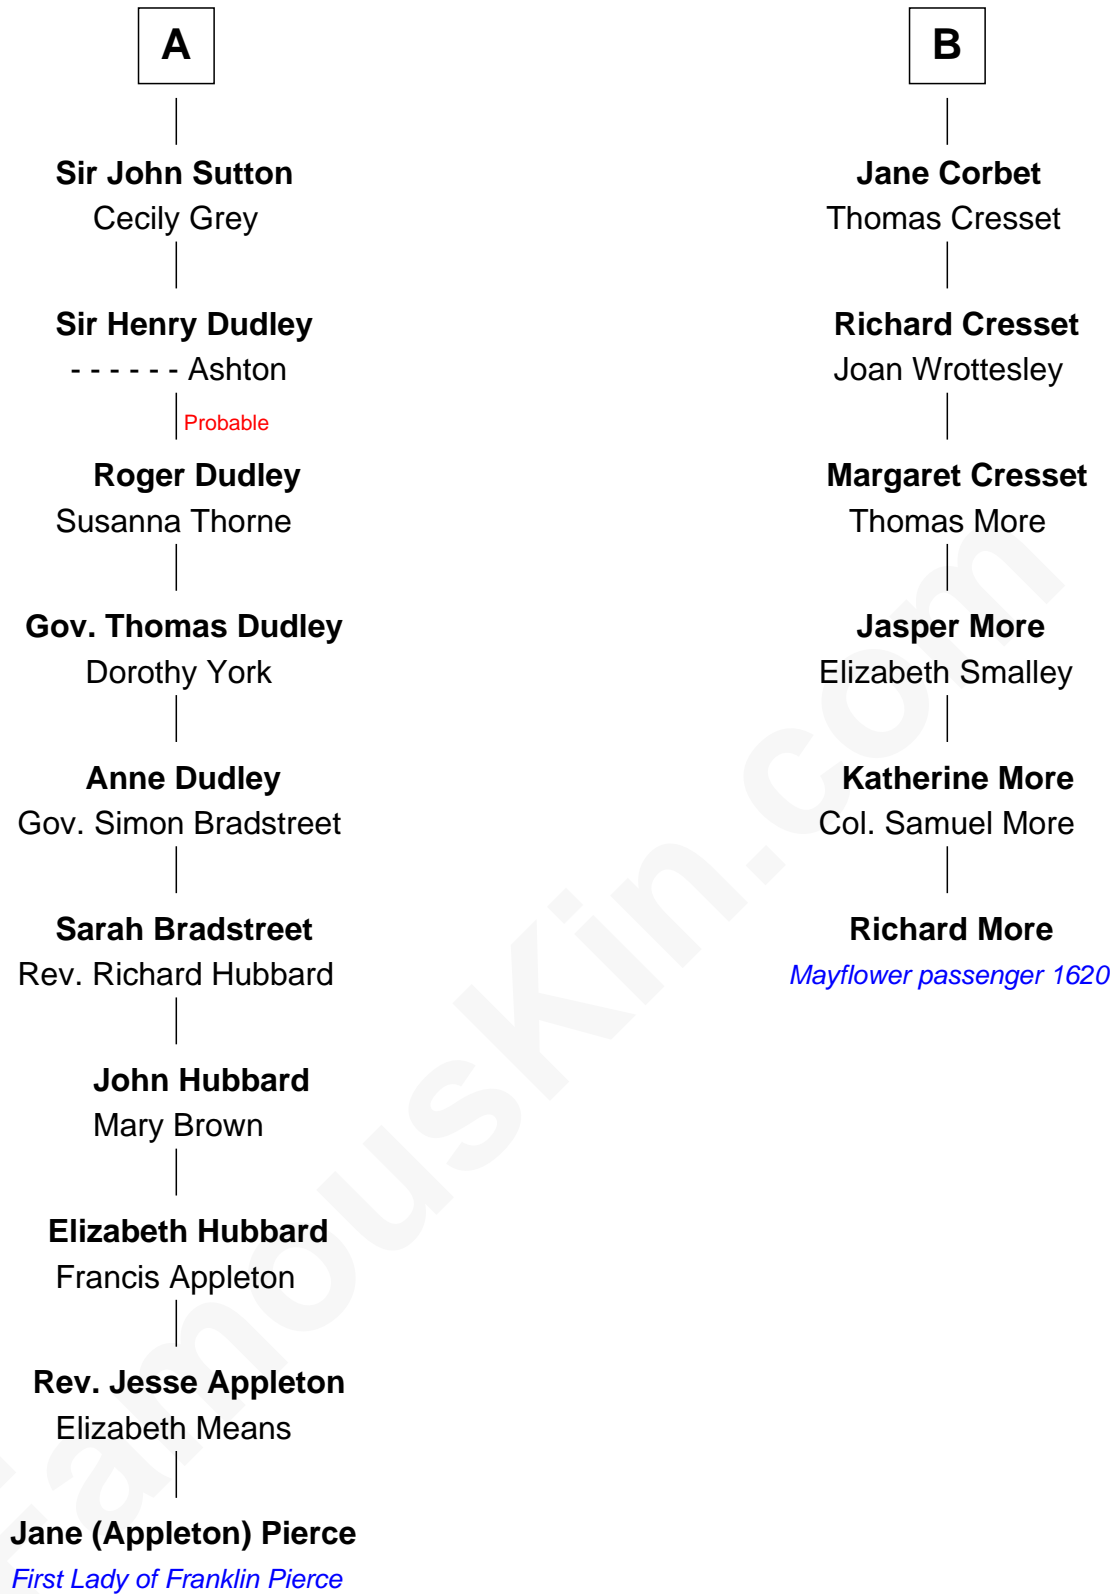 A
Sir John Sutton
Cecily Grey
Sir Henry Dudley
- - - - - - Ashton
Probable
Roger Dudley
Susanna Thorne
Gov. Thomas Dudley
Dorothy York
Anne Dudley
Gov. Simon Bradstreet
Sarah Bradstreet
Rev. Richard Hubbard
John Hubbard
Mary Brown
Elizabeth Hubbard
Francis Appleton
Rev. Jesse Appleton
Elizabeth Means
Jane (Appleton) Pierce
First Lady of Franklin Pierce
B
Jane Corbet
Thomas Cresset
Richard Cresset
Joan Wrottesley
Margaret Cresset
Thomas More
Jasper More
Elizabeth Smalley
Katherine More
Col. Samuel More
Richard More
Mayflower passenger 1620
FamousKin.com